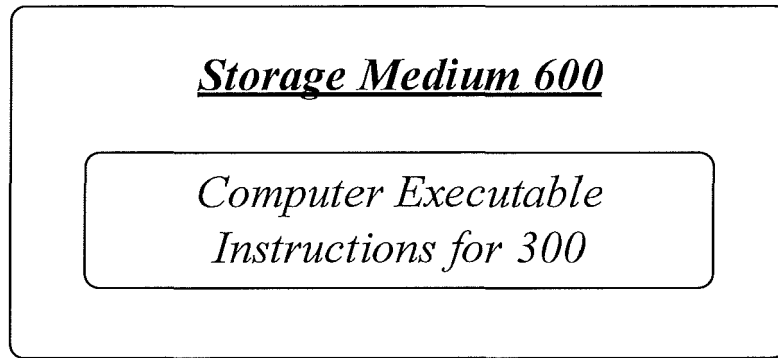 Storage Medium 600
Computer Executable
Instructions for 300